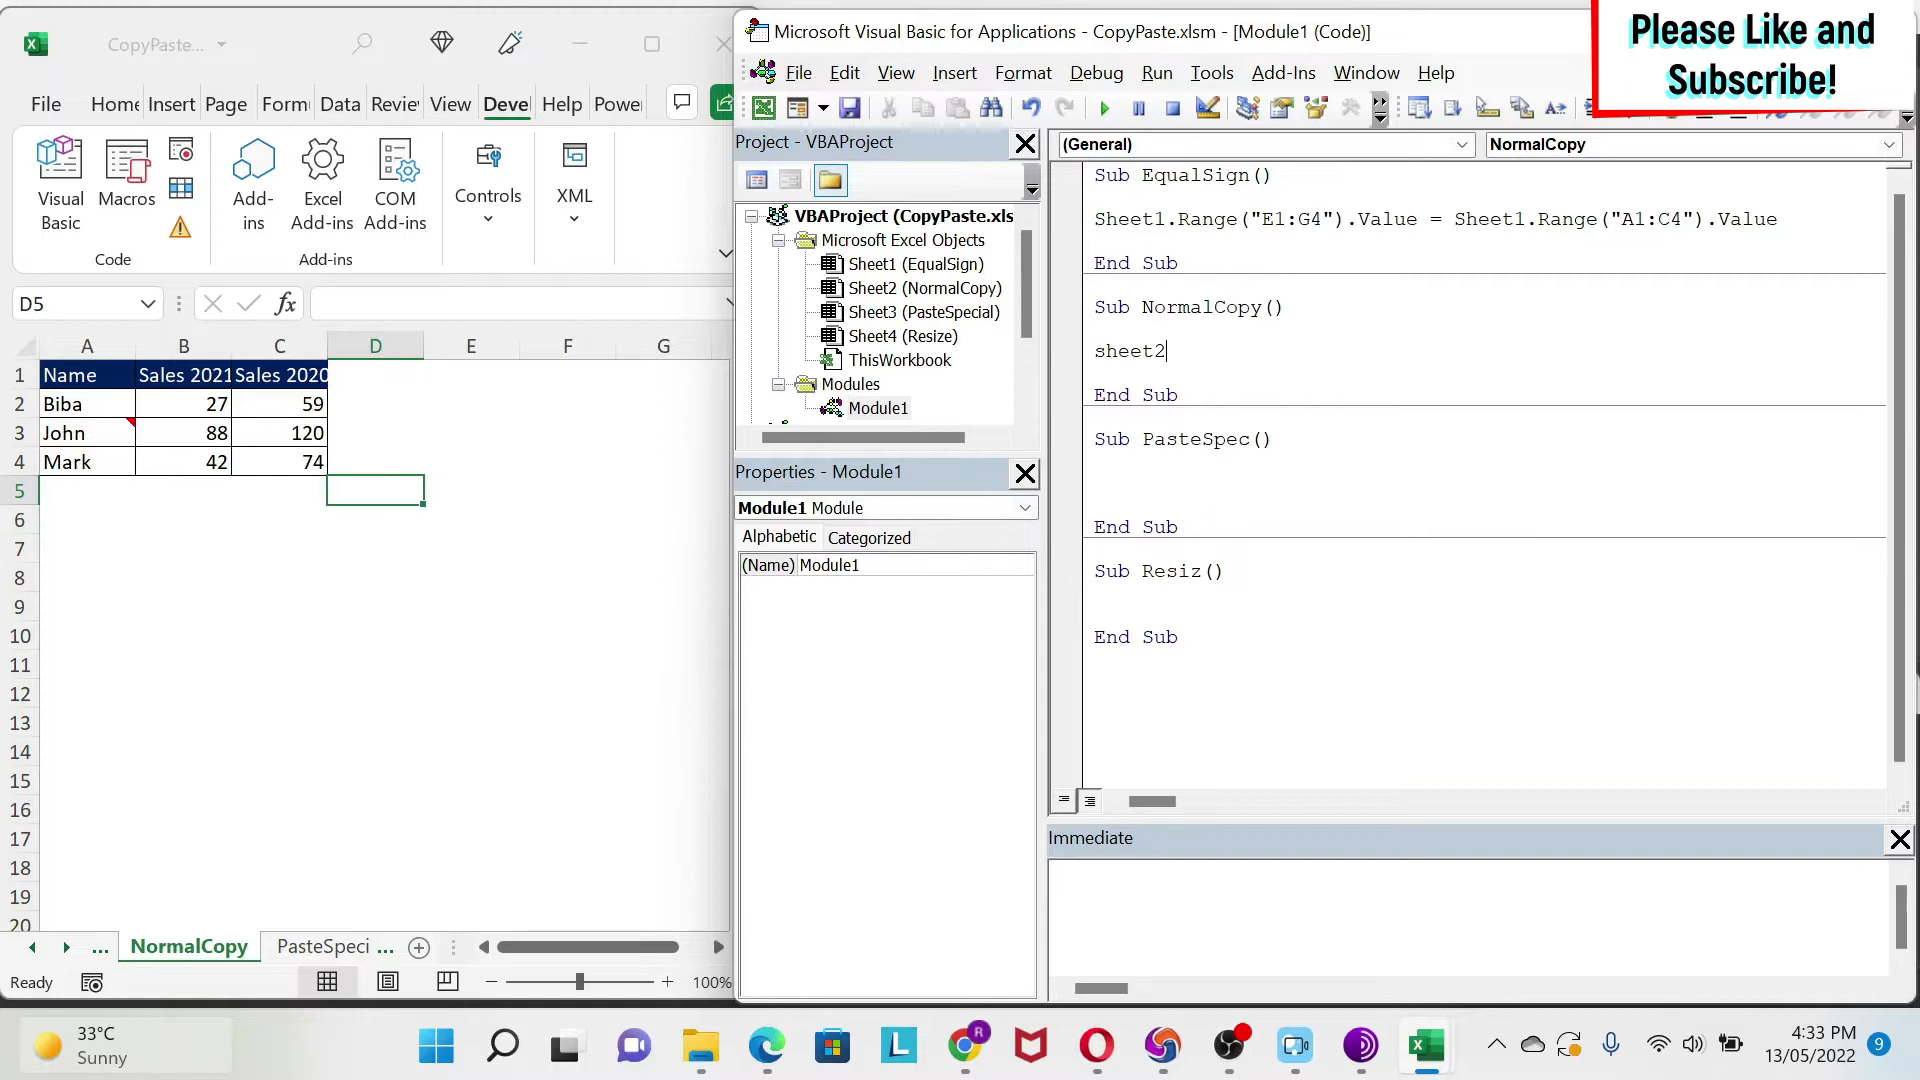 CopyPaste...
File Home Insert Page Form Data Review View Deve Help Power
Visual Basic
Macros
Code
Add-ins
Excel Add-ins
COM Add-ins
Add-ins
Controls
XML
D5
fx
A B C D E F G
1 Name Sales 2021 Sales 2020
2 Biba 27 59
3 John 88 120
4 Mark 42 74
5
6
7
8
9
10
11
12
13
14
15
16
17
18
19
20
... NormalCopy PasteSpeci ...
Ready
100%
Microsoft Visual Basic for Applications - CopyPaste.xlsm - [Module1 (Code)]
File Edit View Insert Format Debug Run Tools Add-Ins Window Help
Please Like and
Subscribe!
Project - VBAProject
VBAProject (CopyPaste.xls
Microsoft Excel Objects
Sheet1 (EqualSign)
Sheet2 (NormalCopy)
Sheet3 (PasteSpecial)
Sheet4 (Resize)
ThisWorkbook
Modules
Module1
Properties - Module1
Module1 Module
Alphabetic Categorized
(Name) Module1
(General)
NormalCopy
Sub EqualSign()
Sheet1.Range("E1:G4").Value = Sheet1.Range("A1:C4").Value
End Sub
Sub NormalCopy()
sheet2
End Sub
Sub PasteSpec()
End Sub
Sub Resiz()
End Sub
Immediate
33°C
Sunny
L
R
4:33 PM
13/05/2022
9